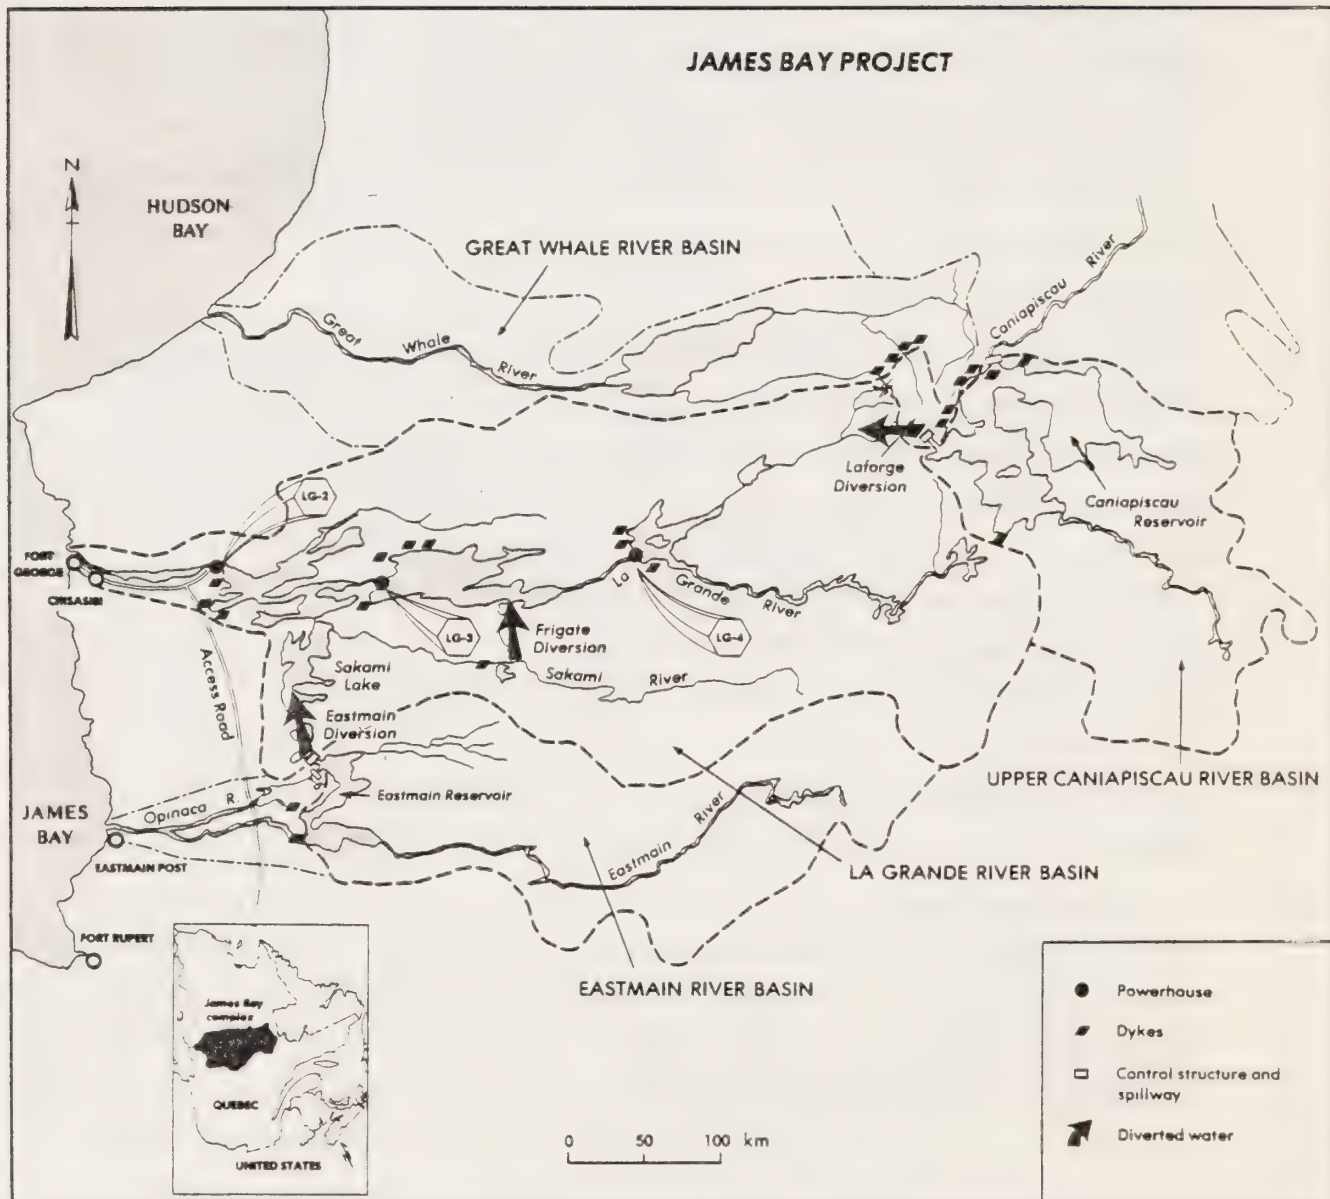 JAMES BAY PROJECT
N
HUDSON
BAY
GREAT WHALE RIVER BASIN
Great Whale River
Caniapiscau River
Laforge
Diversion
Caniapiscau
Reservoir
LG-2
FORT
GEORGE
CHISASIBI
La Grande River
LG-3
LG-4
Frigate
Diversion
Sakami River
Sakami
Lake
Access Road
Eastmain
Diversion
Opinaca R.
Eastmain Reservoir
JAMES
BAY
EASTMAIN POST
Eastmain River
UPPER CANIAPISCAU RIVER BASIN
LA GRANDE RIVER BASIN
EASTMAIN RIVER BASIN
FORT RUPERT
James Bay
complex
QUEBEC
UNITED STATES
0 50 100 km
Powerhouse
Dykes
Control structure and
spillway
Diverted water